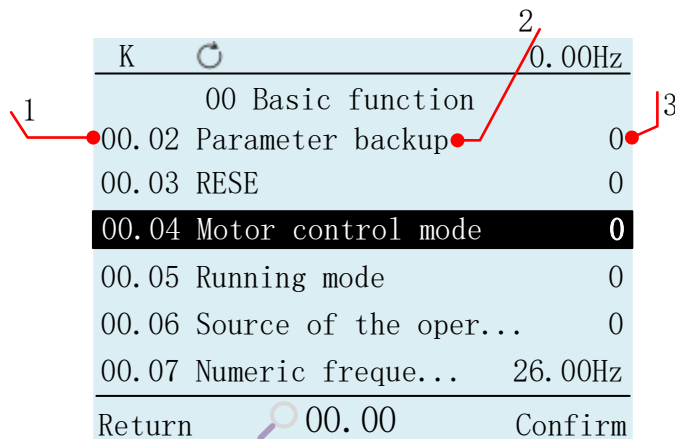 2
K 0.00Hz
00 Basic function
1 3
00.02 Parameter backup 0
00.03 RESE 0
00.04 Motor control mode 0
00.05 Running mode 0
00.06 Source of the oper... 0
00.07 Numeric freque... 26.00Hz
Return 00.00 Confirm